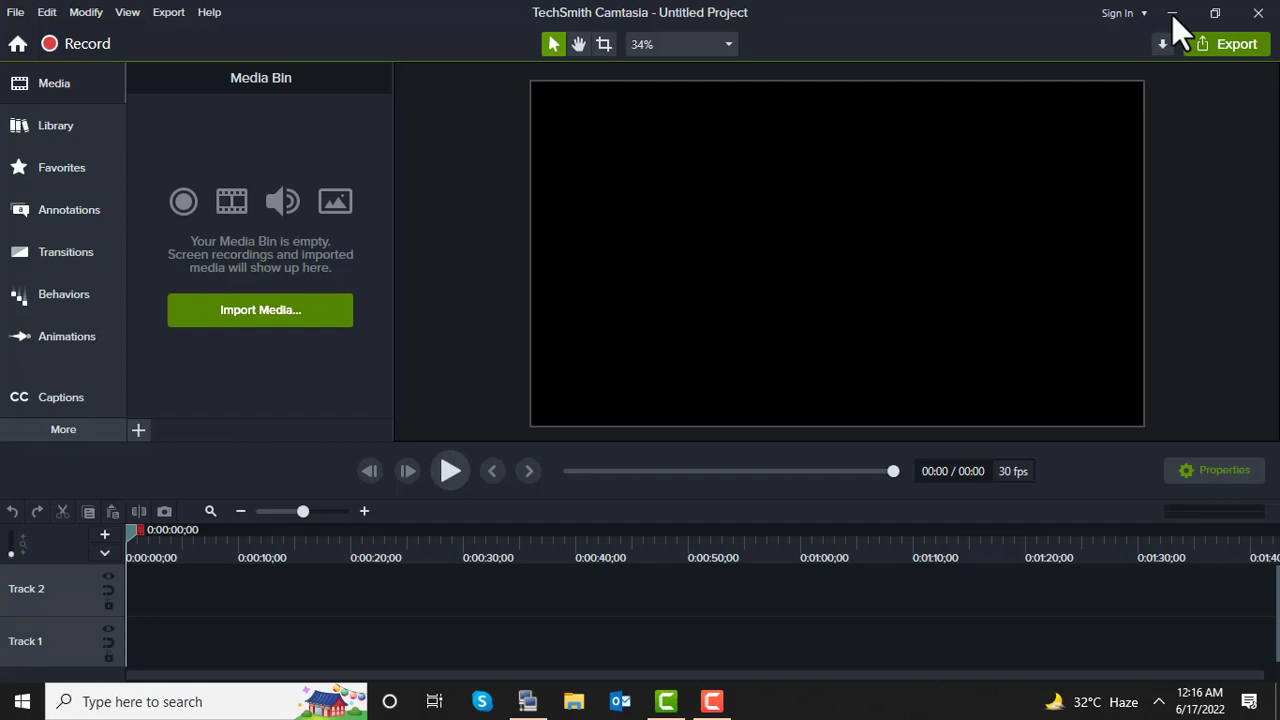 File Edit Modify View Export Help TechSmith Camtasia - Untitled Project Sign In
Record 34% Export
Media Media Bin
Library
Favorites
Annotations
Your Media Bin is empty.
Screen recordings and imported
media will show up here.
Transitions
Behaviors
Import Media...
Animations
CC Captions
More +
00:00 / 00:00 30 fps Properties
0:00:00;00
0:00:00;00 0:00:10;00 0:00:20;00 0:00:30;00 0:00:40;00 0:00:50;00 0:01:00;00 0:01:10;00 0:01:20;00 0:01:30;00 0:01:40
Track 2
Track 1
Type here to search 32°C Haze 12:16 AM
6/17/2022